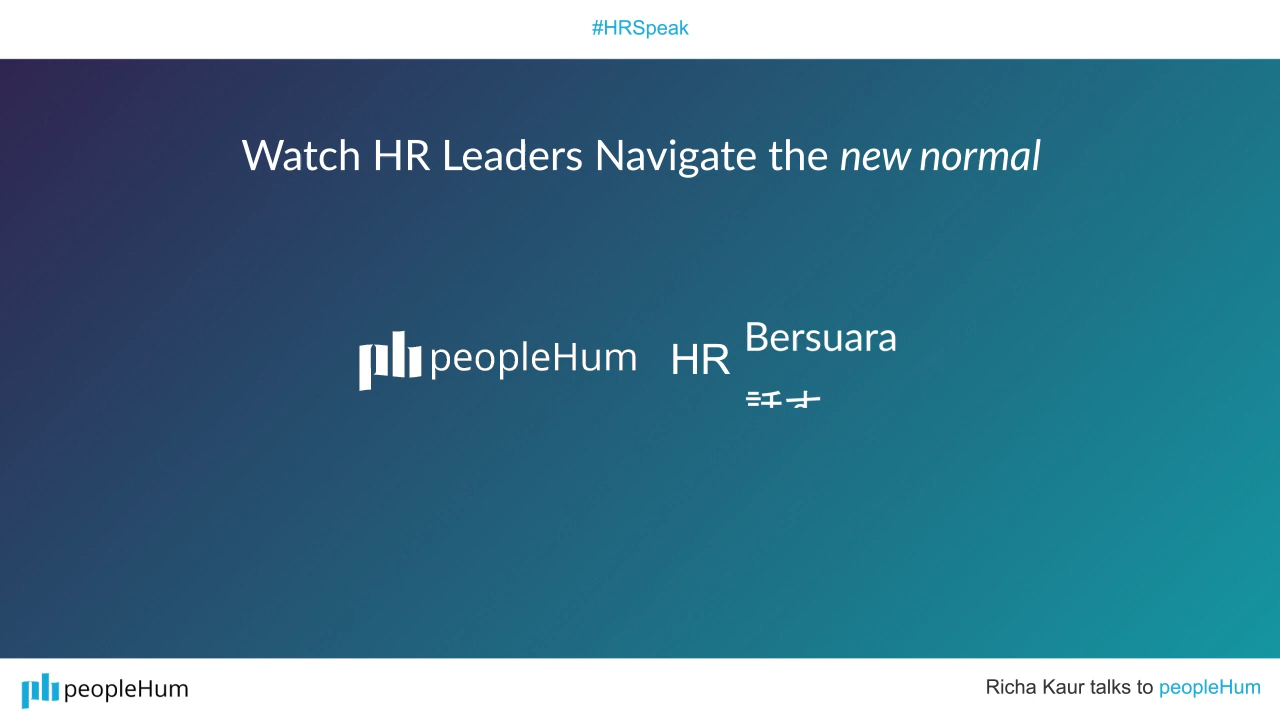 #HRSpeak
Watch HR Leaders Navigate the new normal
peopleHum HR Bersuara
peopleHum
Richa Kaur talks to peopleHum